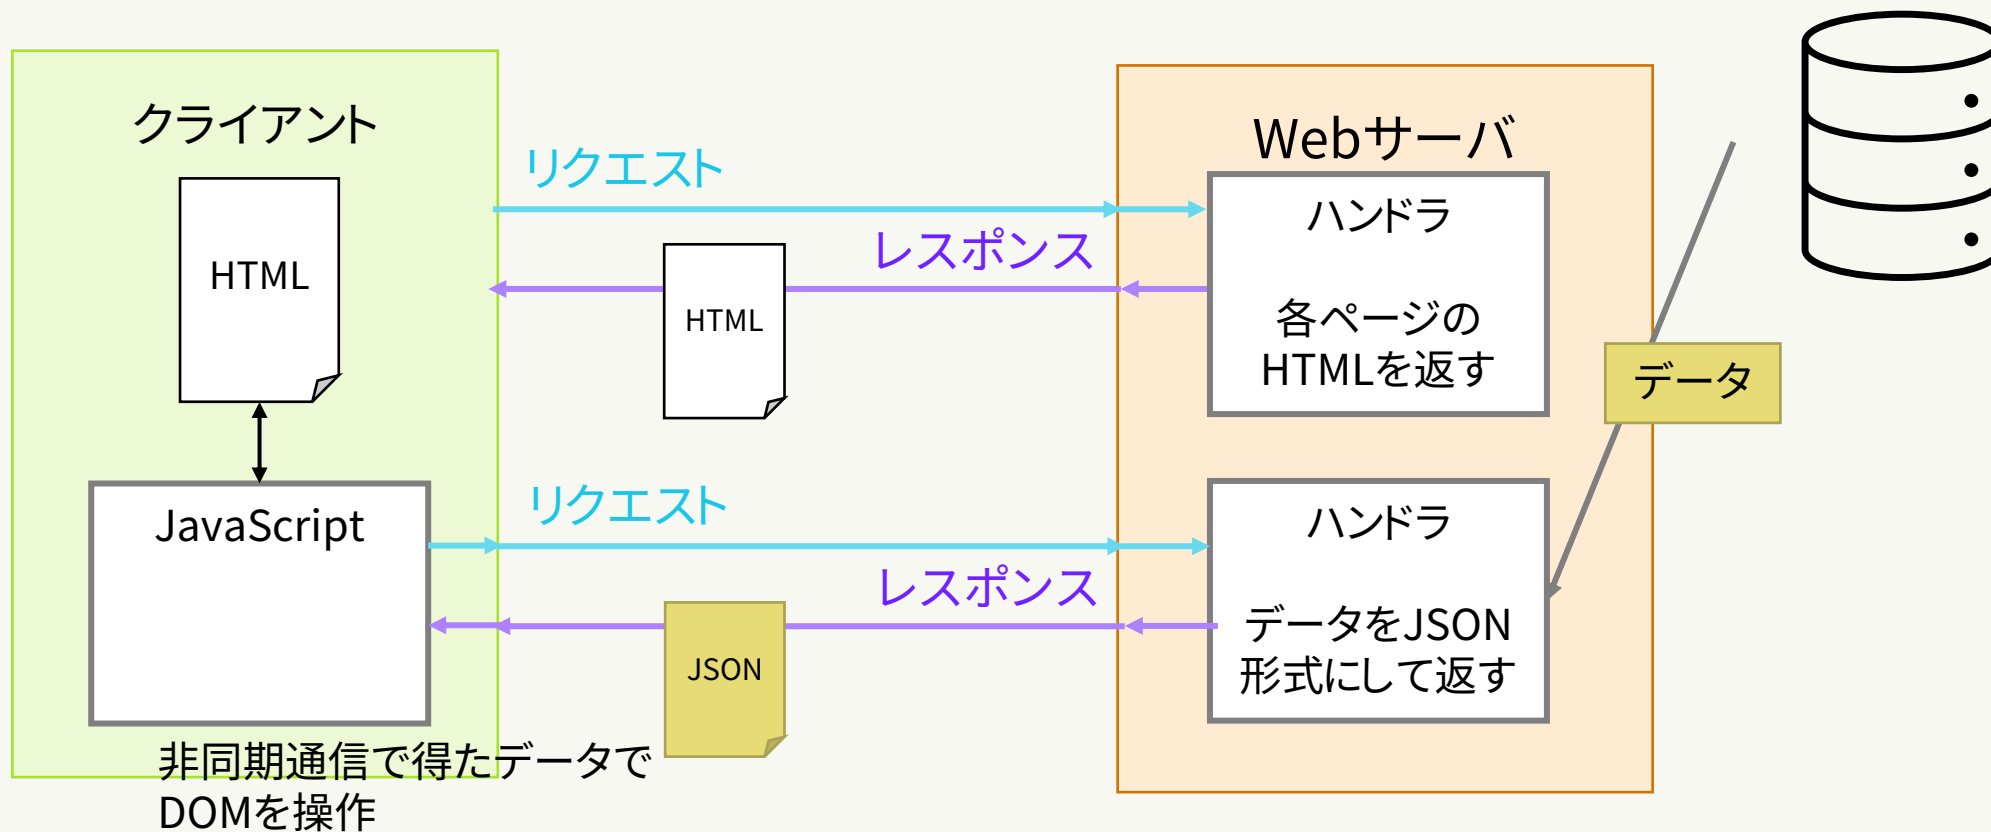 クライアント
HTML
JavaScript
非同期通信で得たデータで
DOMを操作
リクエスト
レスポンス
HTML
リクエスト
レスポンス
JSON
Webサーバ
ハンドラ
各ページの
HTMLを返す
ハンドラ
データをJSON
形式にして返す
データ